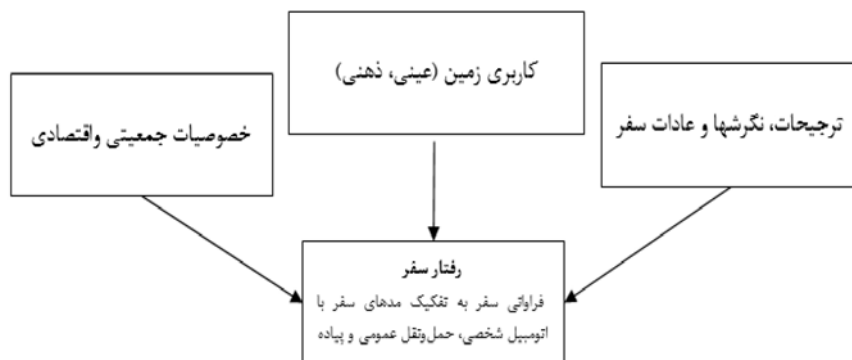 کاربری زمین (عینی، ذهنی)
ترجیحات، نگرشها و عادات سفر
خصوصیات جمعیتی واقتصادی
رفتار سفر
فراوانی سفر به تفکیک مدهای سفر با
اتومبیل شخصی، حمل‌ونقل عمومی و پیاده